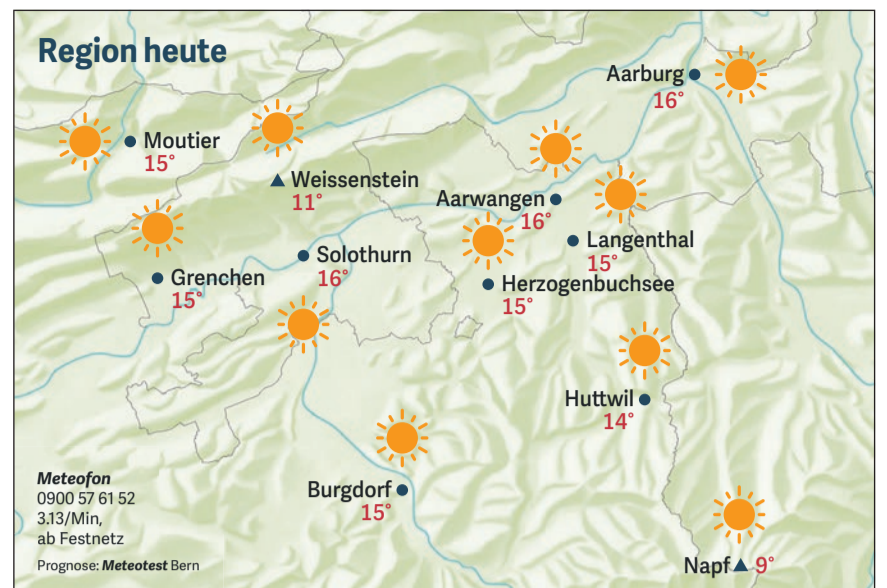 Region heute
Aarburg
16°
Moutier
15°
Weissenstein
11°
Aarwangen
16°
Langenthal
15°
Solothurn
16°
Grenchen
15°
Herzogenbuchsee
15°
Huttwil
14°
Burgdorf
15°
Napf 9°
Meteofon
0900 57 61 52
3.13/Min,
ab Festnetz
Prognose: Meteotest Bern